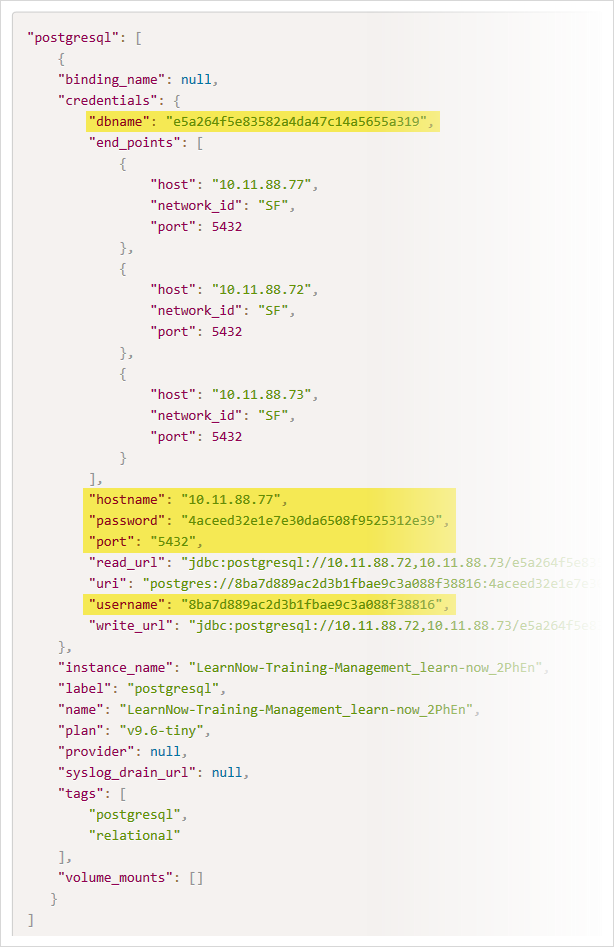 "postgresql": [
{
"binding_name": null,
"credentials": {
"dbname": "e5a264f5e83582a4da47c14a5655a319",
"end_points": [
{
"host": "10.11.88.77",
"network_id": "SF",
"port": 5432
},
{
"host": "10.11.88.72",
"network_id": "SF",
"port": 5432
},
{
"host": "10.11.88.73",
"network_id": "SF",
"port": 5432
}
],
"hostname": "10.11.88.77",
"password": "4aceed32e1e7e30da6508f9525312e39",
"port": "5432",
"read_url": "jdbc:postgresql://10.11.88.72,10.11.88.73/e5a264f5e8
"uri": "postgres://8ba7d889ac2d3b1fbae9c3a088f38816:4aceed32e1e7e3
"username": "8ba7d889ac2d3b1fbae9c3a088f38816",
"write_url": "jdbc:postgresql://10.11.88.72,10.11.88.73/e5a264f5e8
},
"instance_name": "LearnNow-Training-Management_learn-now_2PhEn",
"label": "postgresql",
"name": "LearnNow-Training-Management_learn-now_2PhEn",
"plan": "v9.6-tiny",
"provider": null,
"syslog_drain_url": null,
"tags": [
"postgresql",
"relational"
],
"volume_mounts": []
}
]